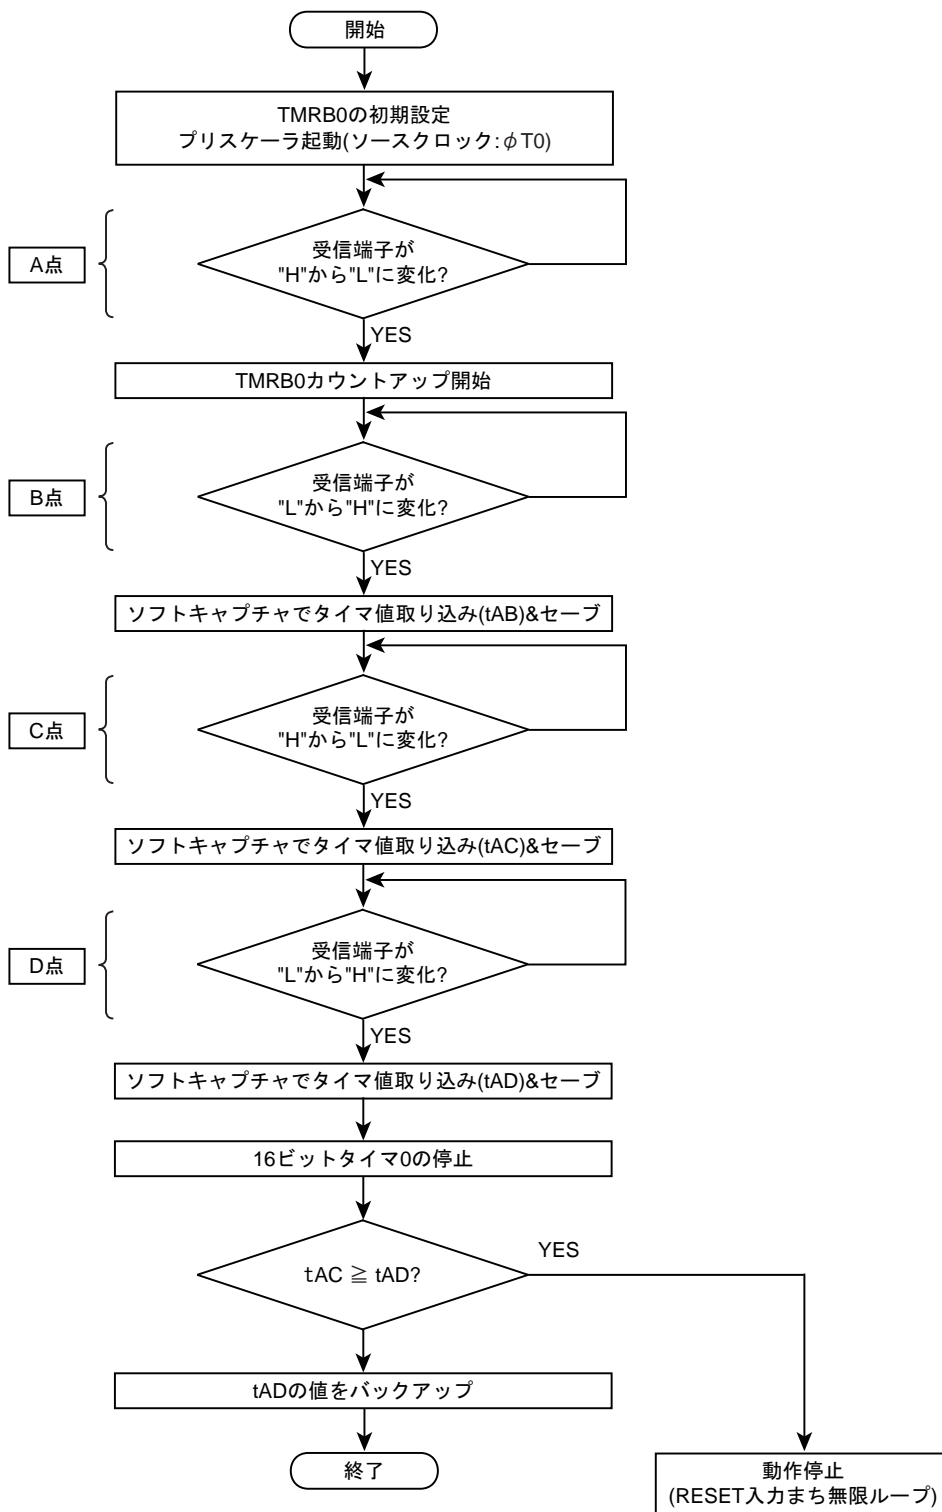 開始
TMRB0の初期設定
プリスケーラ起動(ソースクロック:φT0)
A点
受信端子が
"H"から"L"に変化?
YES
TMRB0カウントアップ開始
B点
受信端子が
"L"から"H"に変化?
YES
ソフトキャプチャでタイマ値取り込み(tAB)&セーブ
C点
受信端子が
"H"から"L"に変化?
YES
ソフトキャプチャでタイマ値取り込み(tAC)&セーブ
D点
受信端子が
"L"から"H"に変化?
YES
ソフトキャプチャでタイマ値取り込み(tAD)&セーブ
16ビットタイマ0の停止
tAC ≧ tAD?
YES
tADの値をバックアップ
終了
動作停止
(RESET入力まち無限ループ)